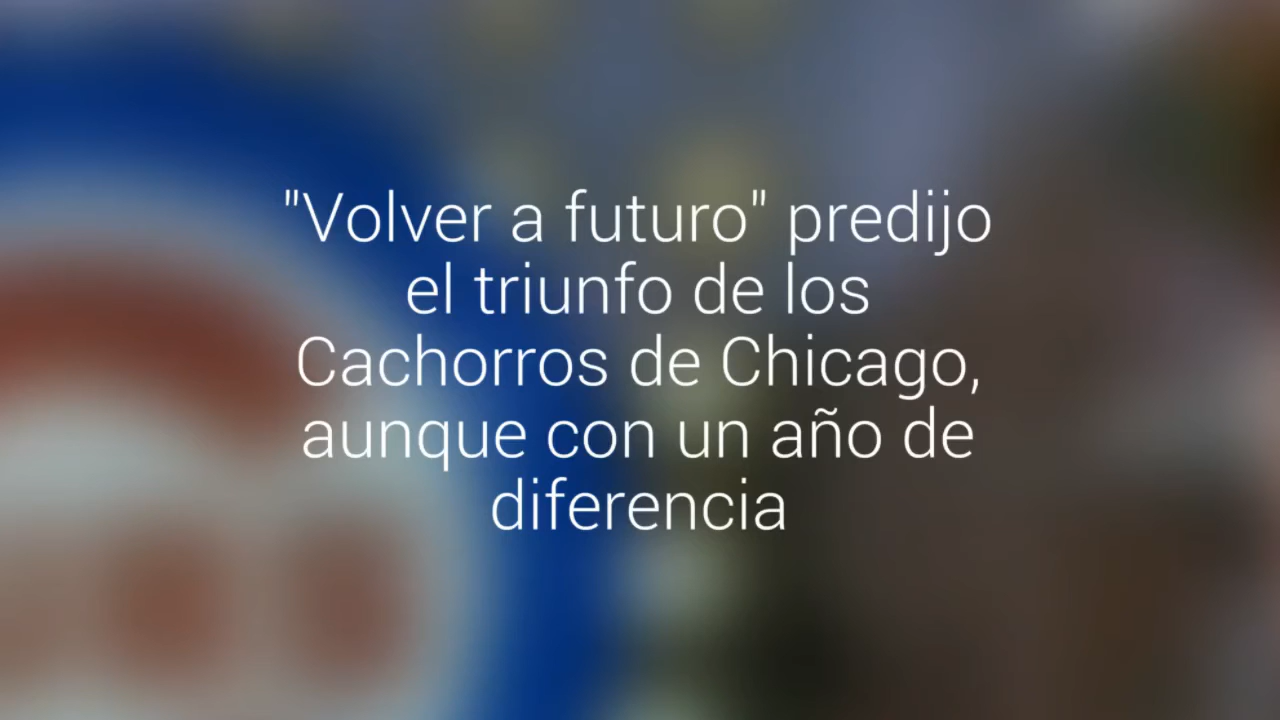 "Volver a futuro" predijo
el triunfo de los
Cachorros de Chicago,
aunque con un año de
diferencia